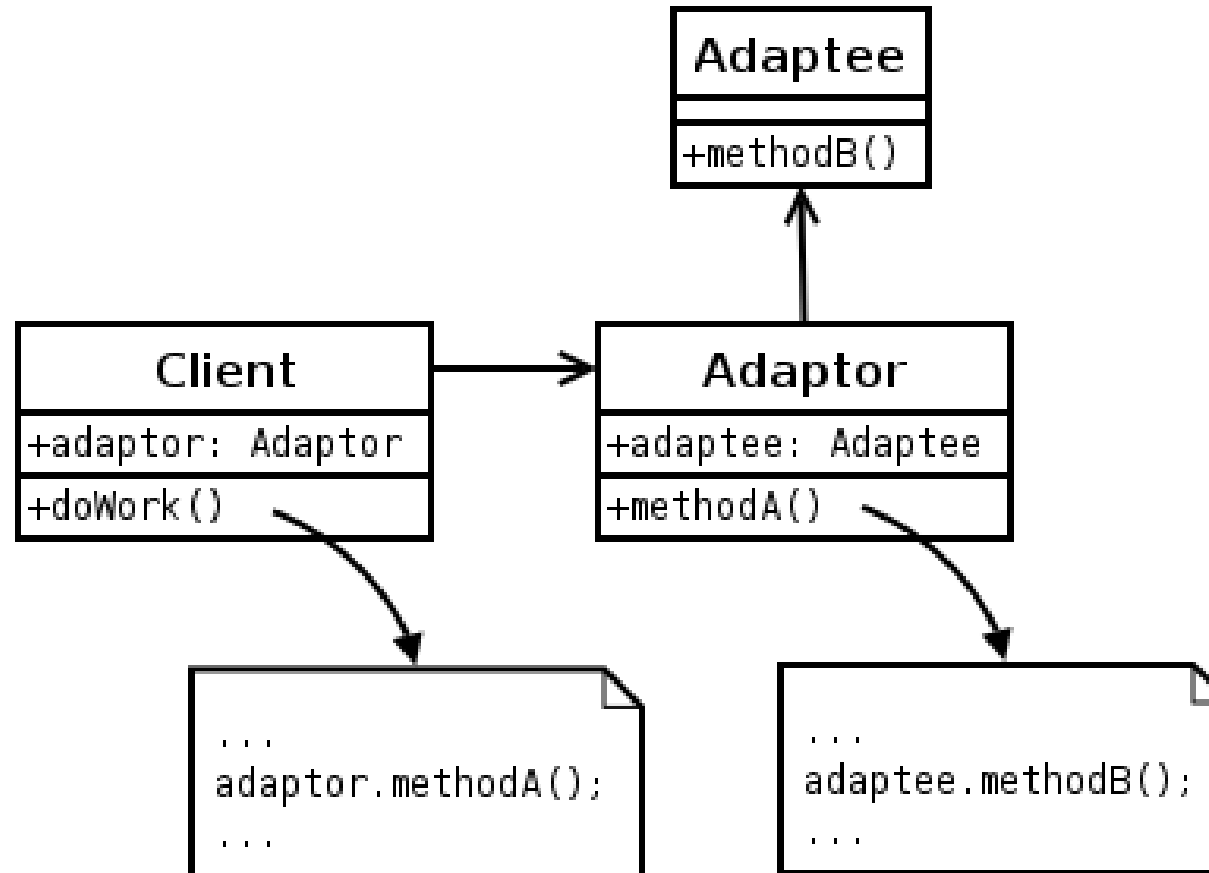 Adaptee
+methodB()
Client
+adaptor: Adaptor
+doWork()
Adaptor
+adaptee: Adaptee
+methodA()
...
adaptor.methodA();
...
...
adaptee.methodB();
...